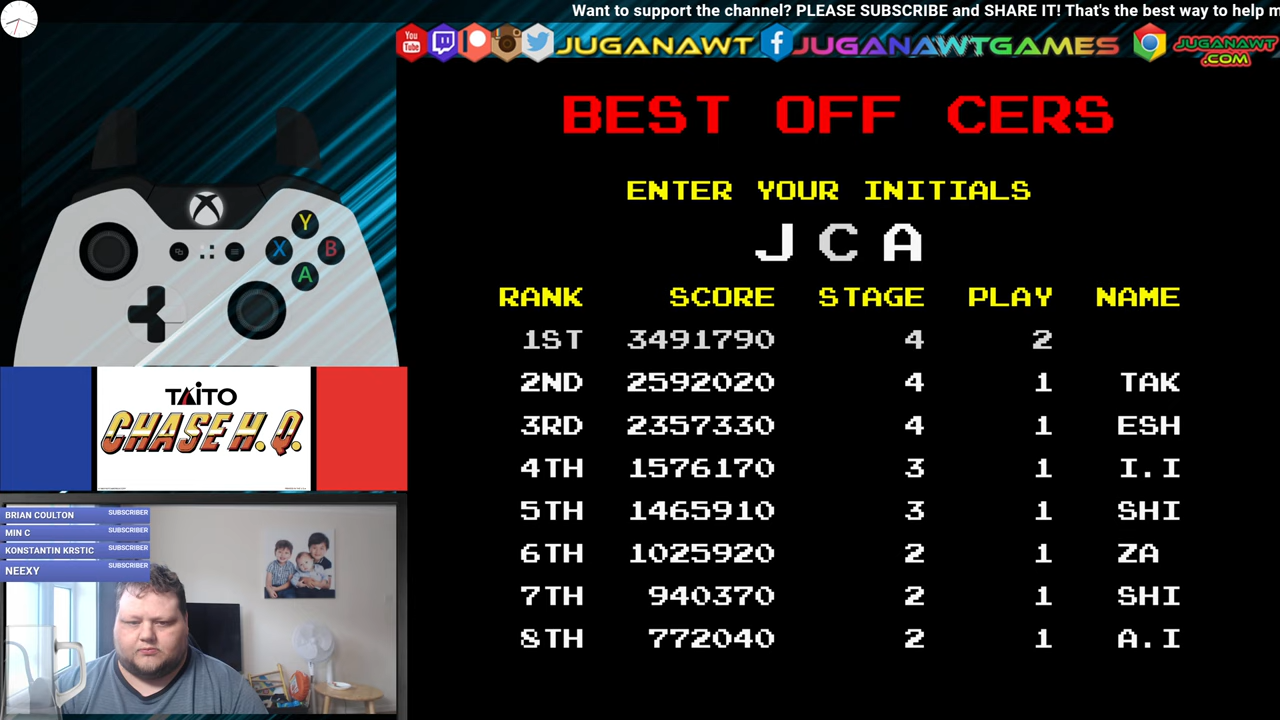 Want to support the channel? PLEASE SUBSCRIBE and SHARE IT! That's the best way to help m
You Tube JUGANAWT JUGANAWTGAMES JUGANAWT .COM
BEST OFF CERS
ENTER YOUR INITIALS
J C A
RANK SCORE STAGE PLAY NAME
1ST 3491790 4 2
2ND 2592020 4 1 TAK
3RD 2357330 4 1 ESH
4TH 1576170 3 1 I.I
5TH 1465910 3 1 SHI
6TH 1025920 2 1 ZA
7TH 940370 2 1 SHI
8TH 772040 2 1 A.I
Y
X B
A
TAITO
CHASE H.Q.
BRIAN COULTON SUBSCRIBER
MIN C SUBSCRIBER
KONSTANTIN KRSTIC SUBSCRIBER
NEEXY SUBSCRIBER